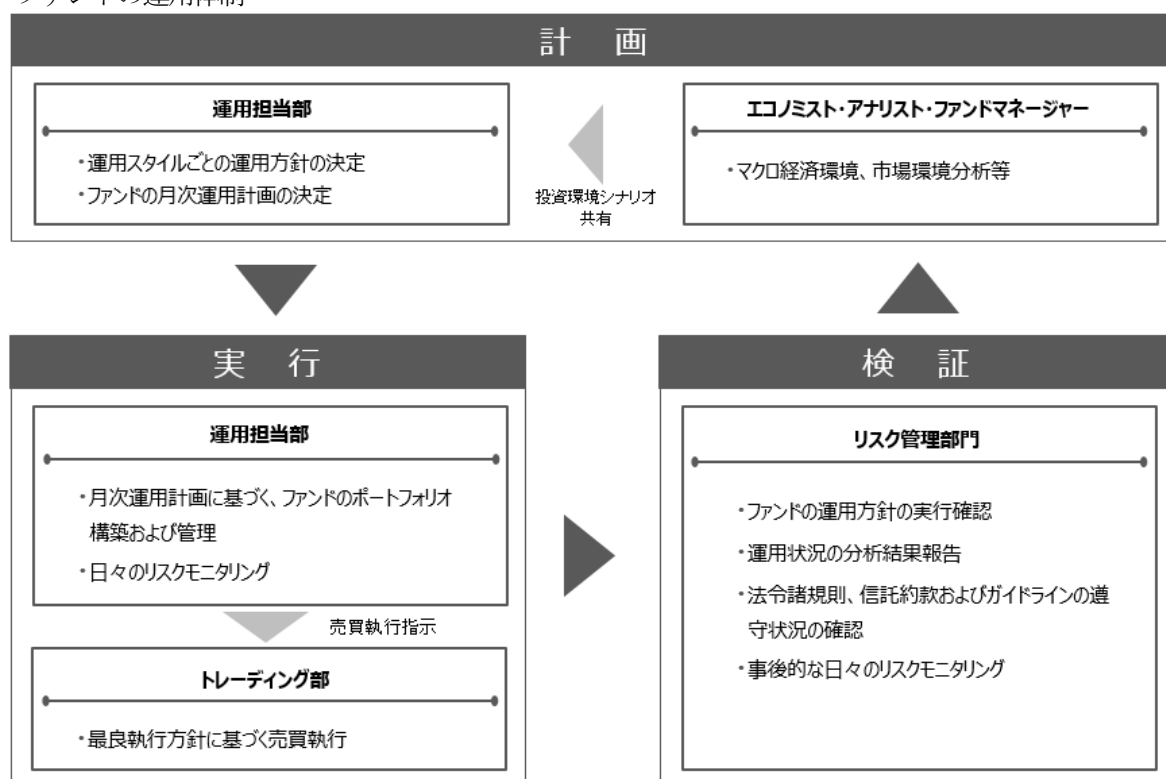 ファンドの運用体制
計 画
運用担当部
・運用スタイルごとの運用方針の決定
・ファンドの月次運用計画の決定
投資環境シナリオ
共有
エコノミスト・アナリスト・ファンドマネージャー
・マクロ経済環境、市場環境分析等
実 行
運用担当部
・月次運用計画に基づく、ファンドのポートフォリオ
構築および管理
・日々のリスクモニタリング
売買執行指示
トレーディング部
・最良執行方針に基づく売買執行
検 証
リスク管理部門
・ファンドの運用方針の実行確認
・運用状況の分析結果報告
・法令諸規則、信託約款およびガイドラインの遵
守状況の確認
・事後的な日々のリスクモニタリング